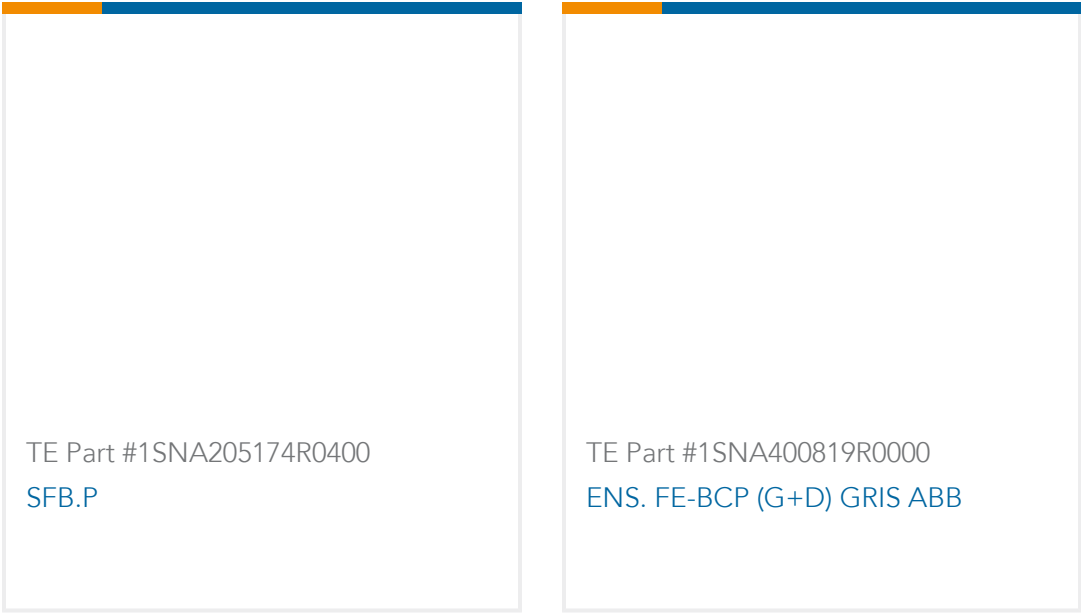 TE Part #1SNA205174R0400
SFB.P
TE Part #1SNA400819R0000
ENS. FE-BCP (G+D) GRIS ABB